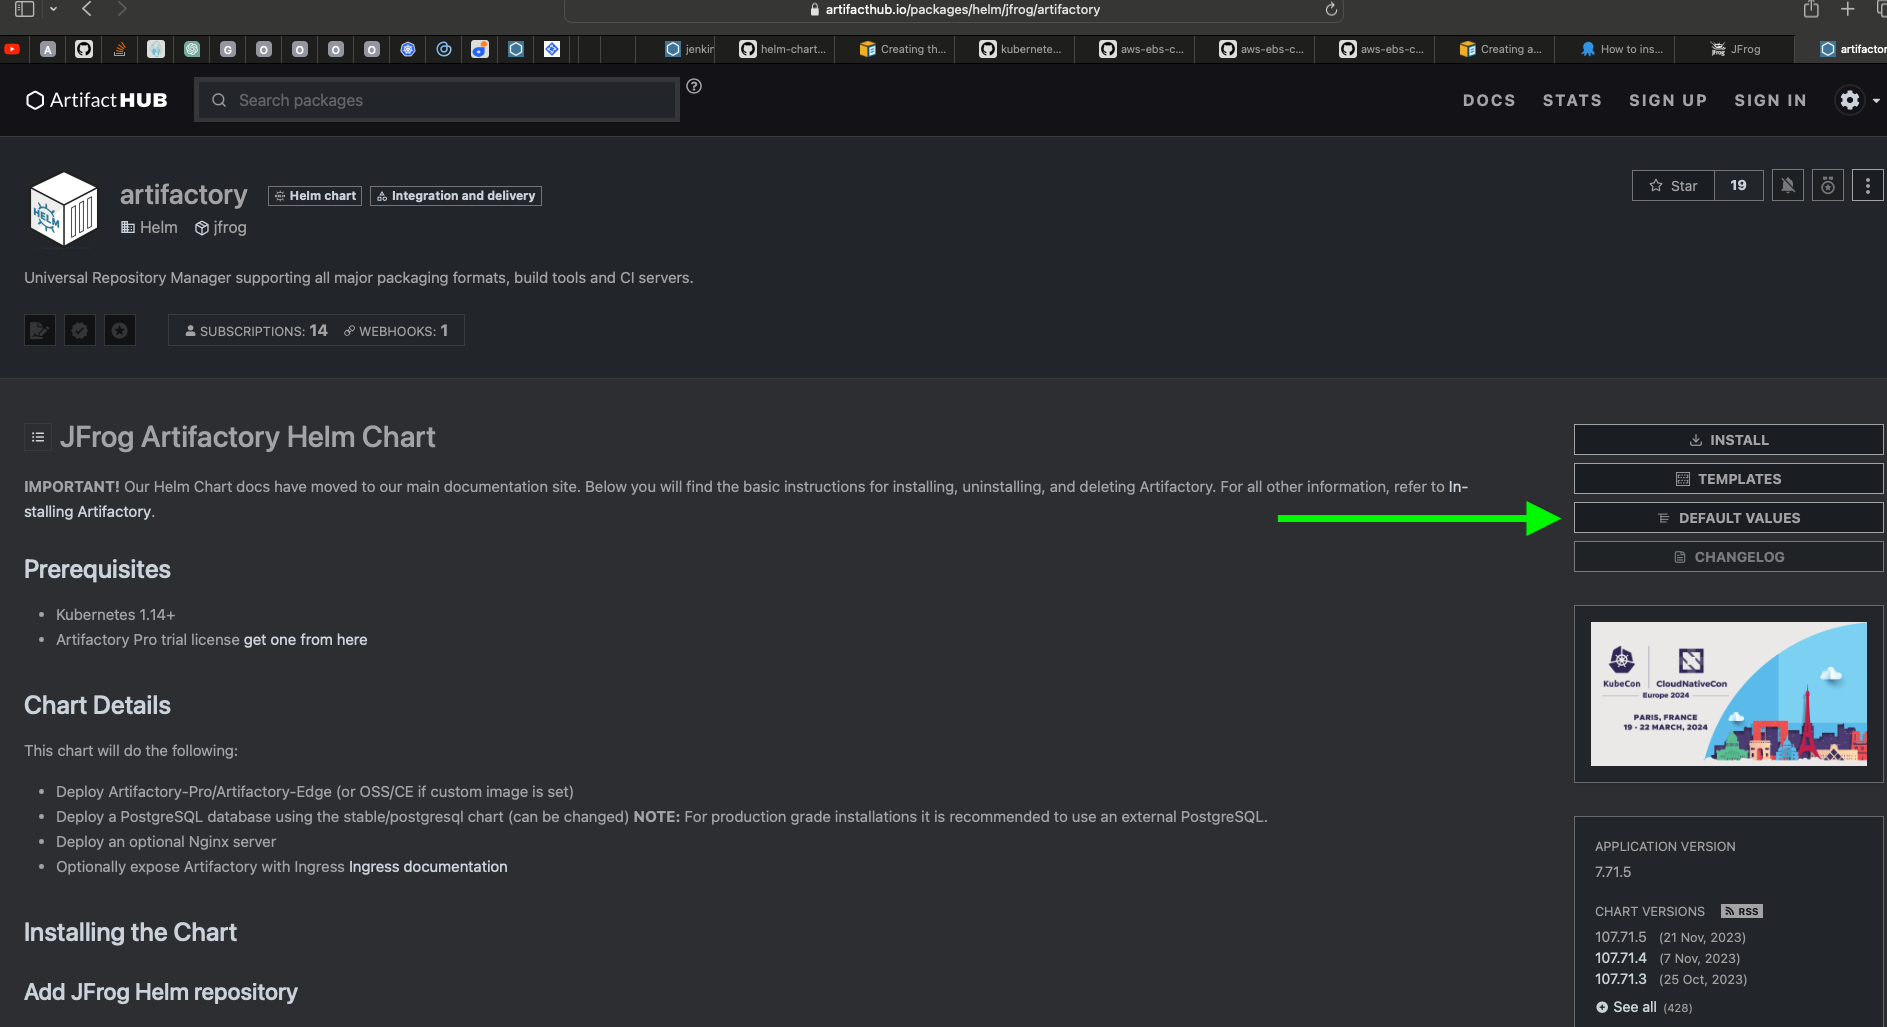 artifacthub.io/packages/helm/jfrog/artifactory
A G O O O O jenkin helm-chart... Creating th... kubernete... aws-ebs-c... aws-ebs-c... aws-ebs-c... Creating a... How to ins... JFrog artifactor
ArtifactHUB Search packages ? DOCS STATS SIGN UP SIGN IN
artifactory Helm chart Integration and delivery Star 19
HELM
Helm jfrog
Universal Repository Manager supporting all major packaging formats, build tools and CI servers.
SUBSCRIPTIONS: 14 WEBHOOKS: 1
JFrog Artifactory Helm Chart
IMPORTANT! Our Helm Chart docs have moved to our main documentation site. Below you will find the basic instructions for installing, uninstalling, and deleting Artifactory. For all other information, refer to In-
stalling Artifactory.
Prerequisites
• Kubernetes 1.14+
• Artifactory Pro trial license get one from here
Chart Details
This chart will do the following:
• Deploy Artifactory-Pro/Artifactory-Edge (or OSS/CE if custom image is set)
• Deploy a PostgreSQL database using the stable/postgresql chart (can be changed) NOTE: For production grade installations it is recommended to use an external PostgreSQL.
• Deploy an optional Nginx server
• Optionally expose Artifactory with Ingress Ingress documentation
Installing the Chart
Add JFrog Helm repository
INSTALL
TEMPLATES
DEFAULT VALUES
CHANGELOG
KubeCon CloudNativeCon
Europe 2024
PARIS, FRANCE
19 - 22 MARCH, 2024
APPLICATION VERSION
7.71.5
CHART VERSIONS RSS
107.71.5 (21 Nov, 2023)
107.71.4 (7 Nov, 2023)
107.71.3 (25 Oct, 2023)
See all (428)